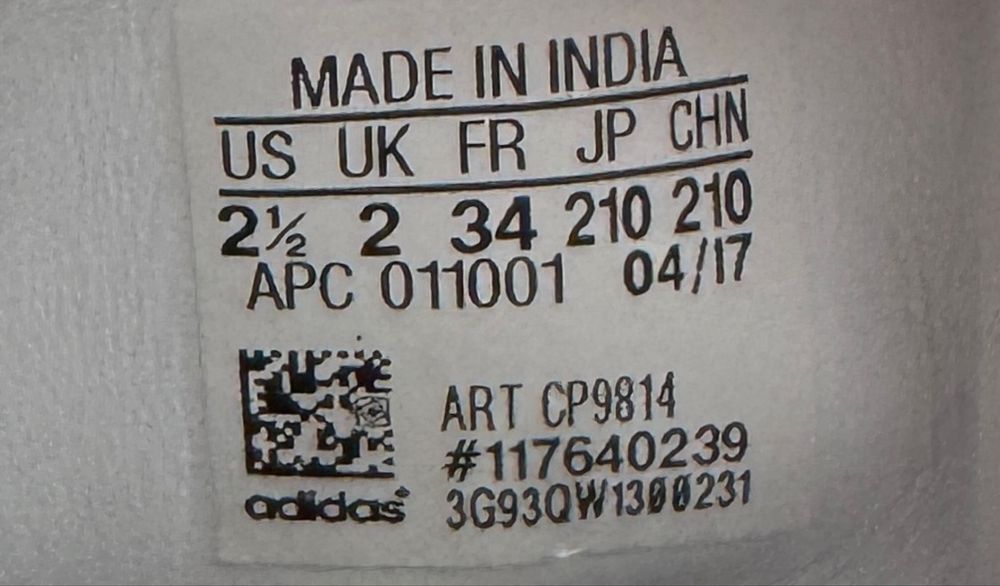 MADE IN INDIA
US UK FR JP CHN
2½ 2 34 210 210
APC 011001 04/17
ART CP9814
#117640239
adidas 3G93QW1300231